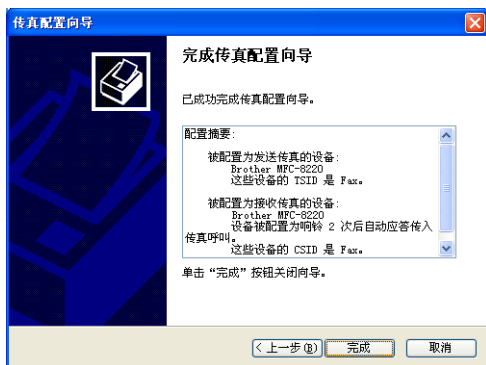 传真配置向导
完成传真配置向导
已成功完成传真配置向导。
配置摘要:
被配置为发送传真的设备:
Brother MFC-8220
这些设备的 TSID 是 Fax。
被配置为接收传真的设备:
Brother MFC-8220
设备被配置为响铃 2 次后自动应答传入
传真呼叫。
这些设备的 CSID 是 Fax。
单击“完成”按钮关闭向导。
< 上一步(B) 完成 取消